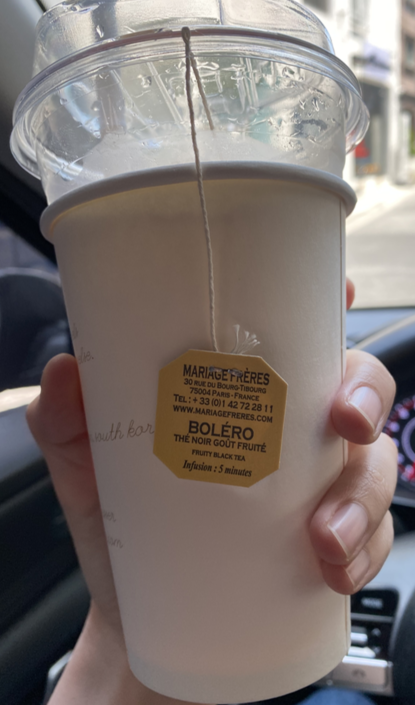 MARIAGE FRÈRES
30 RUE DU BOURG-TIBOURG
75004 PARIS - FRANCE
TEL : + 33 (0)1 42 72 28 11
WWW.MARIAGEFRERES.COM
BOLÉRO
THÉ NOIR GOÛT FRUITÉ
FRUITY BLACK TEA
Infusion : 5 minutes